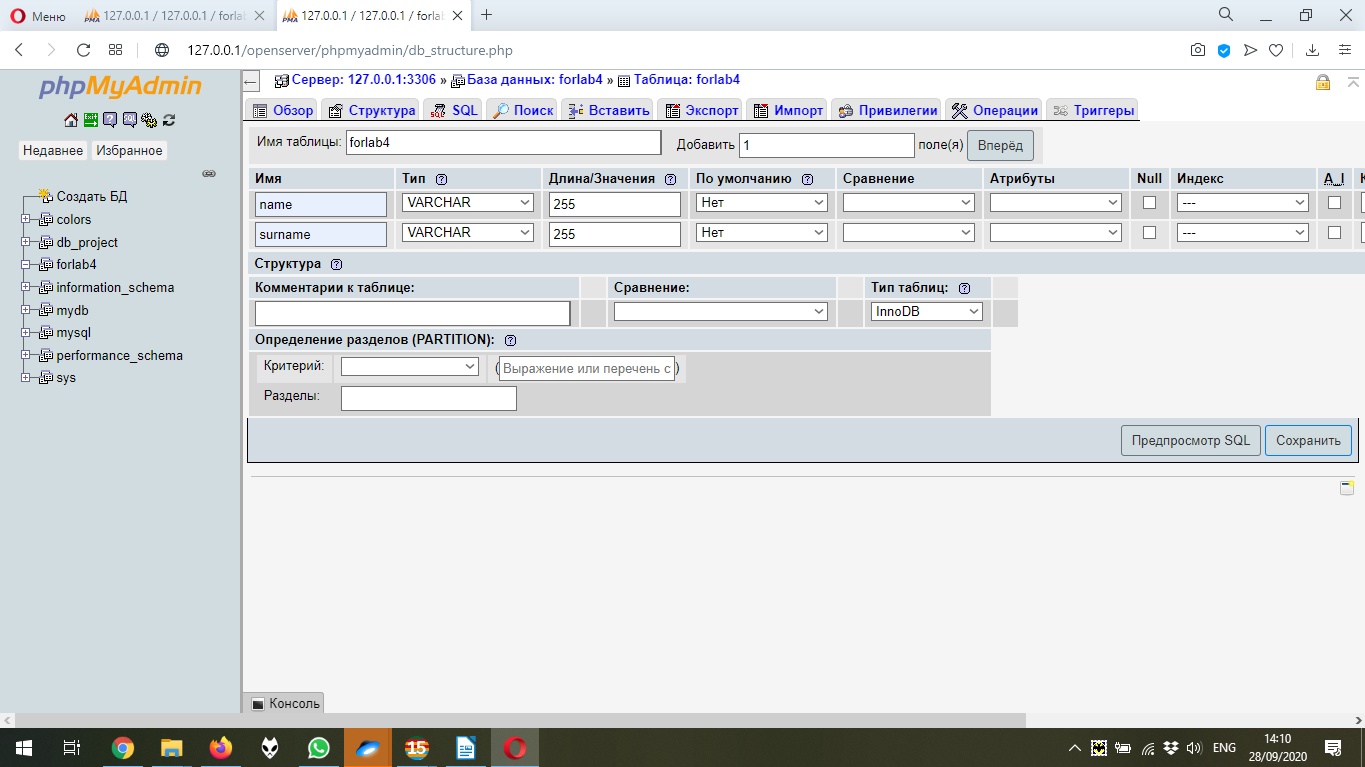 Меню
127.0.0.1 / 127.0.0.1 / forlab
127.0.0.1 / 127.0.0.1 / forlab
127.0.0.1/openserver/phpmyadmin/db_structure.php
phpMyAdmin
Недавнее Избранное
Создать БД
colors
db_project
forlab4
information_schema
mydb
mysql
performance_schema
sys
Сервер: 127.0.0.1:3306 » База данных: forlab4 » Таблица: forlab4
Обзор Структура SQL Поиск Вставить Экспорт Импорт Привилегии Операции Триггеры
Имя таблицы: forlab4 Добавить 1 поле(я) Вперёд
Имя Тип Длина/Значения По умолчанию Сравнение Атрибуты Null Индекс A_I К
name VARCHAR 255 Нет ---
surname VARCHAR 255 Нет ---
Структура
Комментарии к таблице: Сравнение: Тип таблиц:
InnoDB
Определение разделов (PARTITION):
Критерий: (Выражение или перечень с)
Разделы:
Предпросмотр SQL Сохранить
Консоль
15
ENG
14:10
28/09/2020